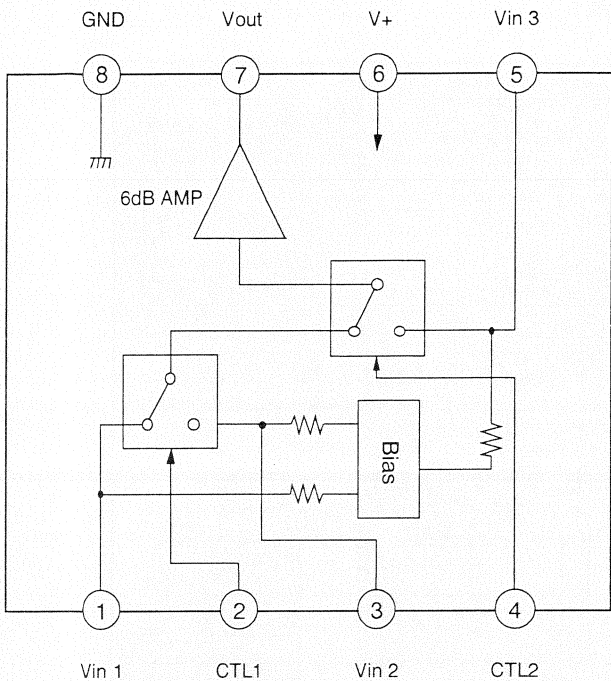 GND Vout V+ Vin 3
8 7 6 5
6dB AMP
Bias
1 2 3 4
Vin 1 CTL1 Vin 2 CTL2